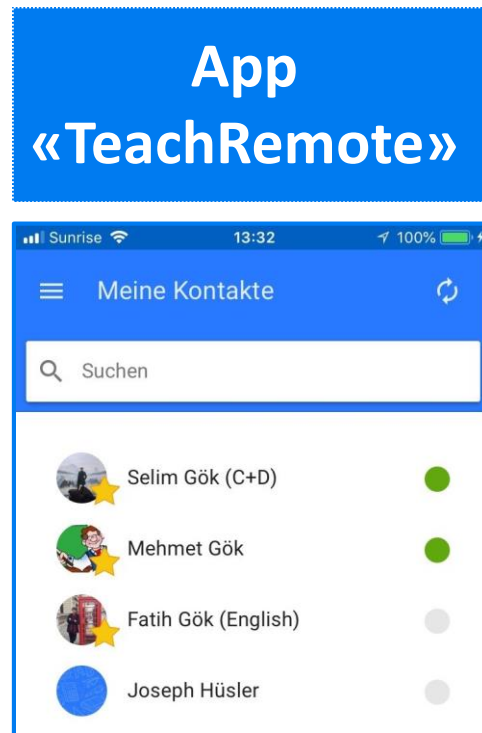 App
«TeachRemote»
Sunrise 13:32 100%
Meine Kontakte
Suchen
Selim Gök (C+D)
Mehmet Gök
Fatih Gök (English)
Joseph Hüsler